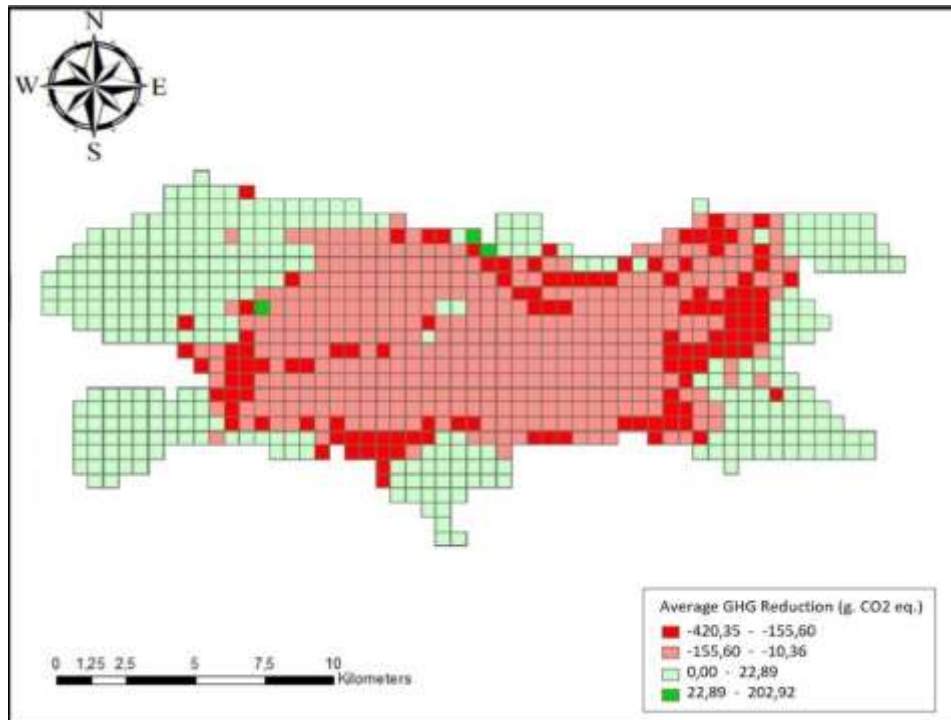 N
W E
S
Average GHG Reduction (g. CO2 eq.)
-420,35 - -155,60
-155,60 - -10,36
0,00 - 22,89
22,89 - 202,92
0 1,25 2,5 5 7,5 10
Kilometers